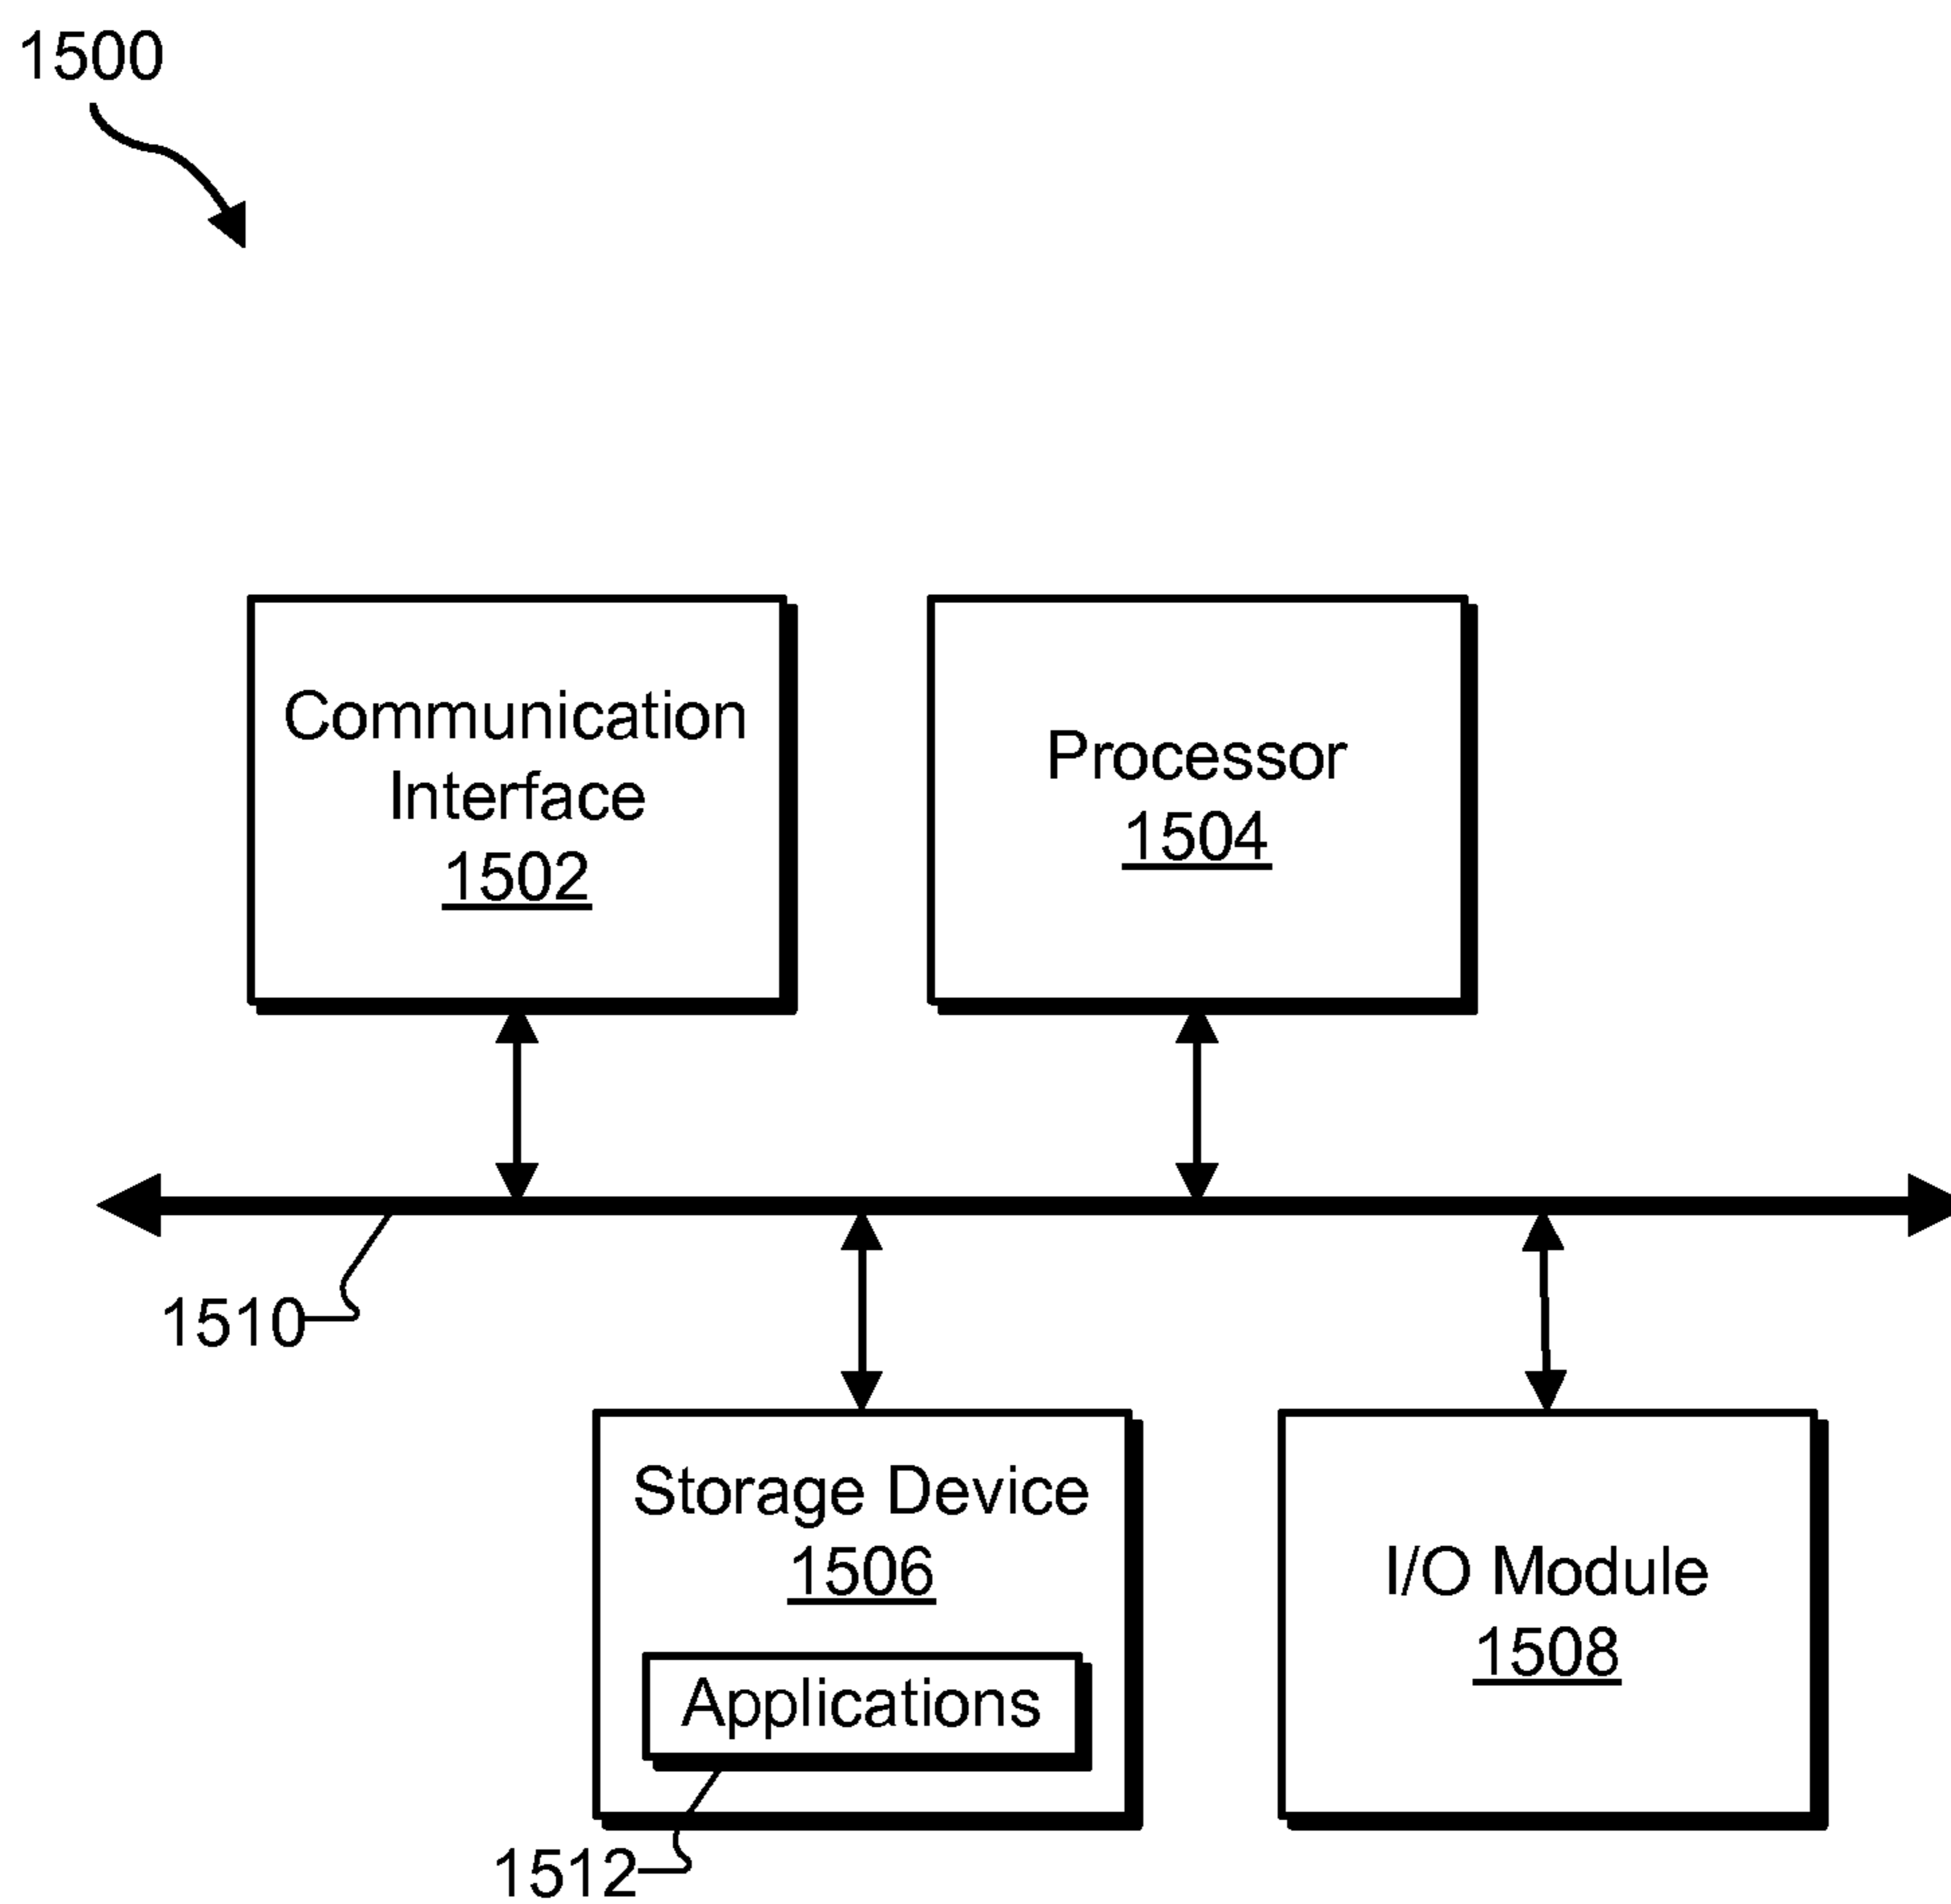 1500
Communication
Interface
1502
Processor
1504
1510
Storage Device
1506
Applications
1512
I/O Module
1508